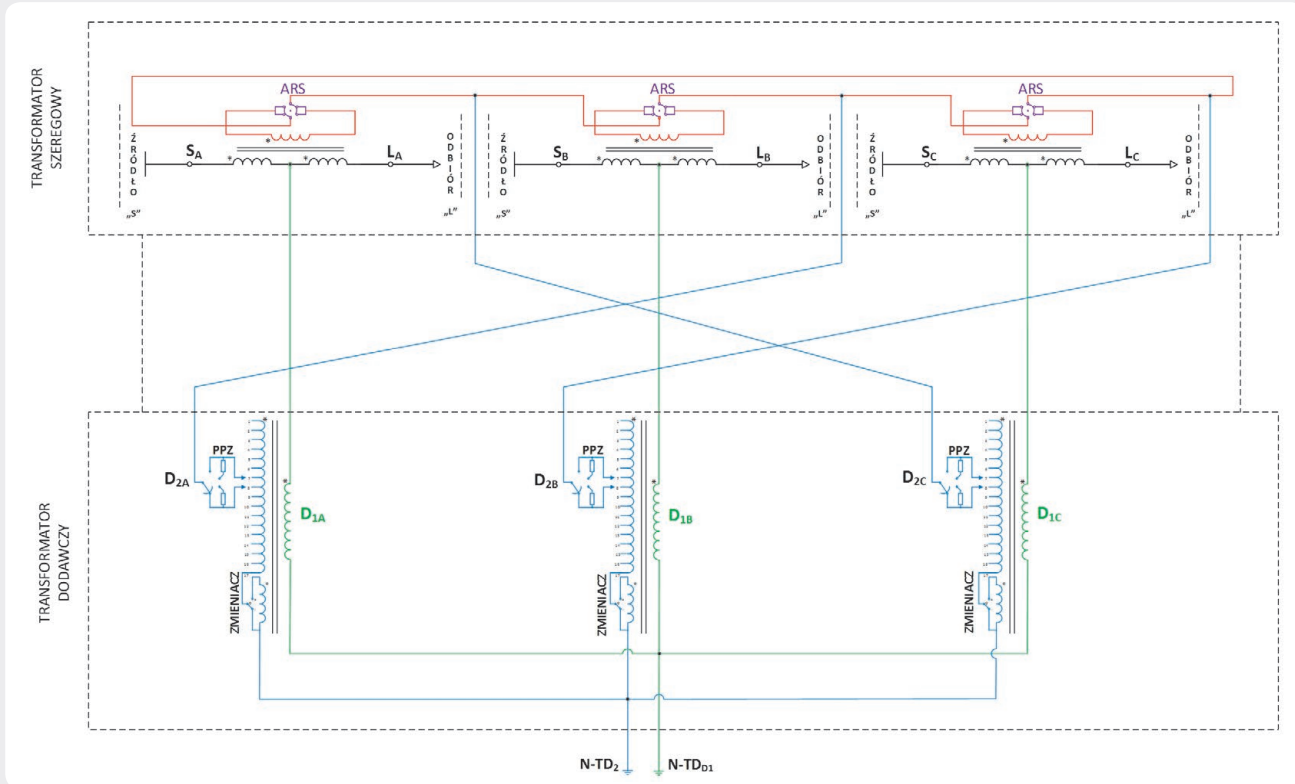 TRANSFORMATOR
SZEREGOWY
ARS
ARS
ARS
ŹRÓDŁO
SA
LA
ODBIÓR
„S”
„L”
ŹRÓDŁO
SB
LB
ODBIÓR
„S”
„L”
ŹRÓDŁO
SC
LC
ODBIÓR
„S”
„L”
TRANSFORMATOR
DODAWCZY
PPZ
D2A
D1A
ZMIENIACZ
PPZ
D2B
D1B
ZMIENIACZ
PPZ
D2C
D1C
ZMIENIACZ
N-TD2
N-TDD1